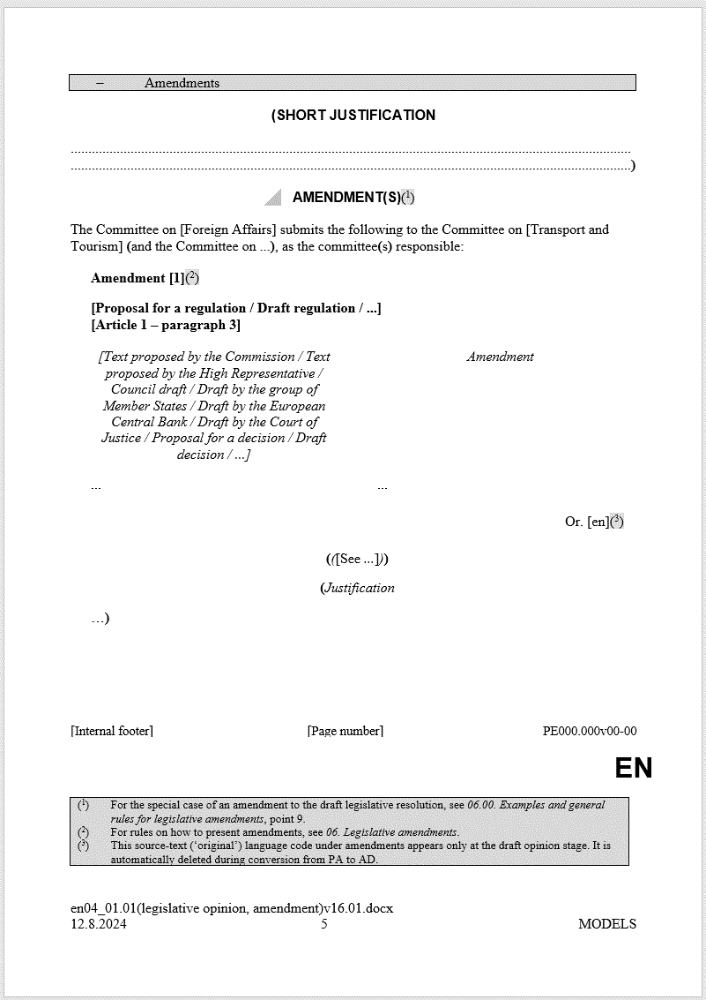 – Amendments
(SHORT JUSTIFICATION
................................................................................................................................................................
................................................................................................................................................................)
AMENDMENT(S)(1)
The Committee on [Foreign Affairs] submits the following to the Committee on [Transport and
Tourism] (and the Committee on ...), as the committee(s) responsible:
Amendment [1](2)
[Proposal for a regulation / Draft regulation / ...]
[Article 1 – paragraph 3]
[Text proposed by the Commission / Text
proposed by the High Representative /
Council draft / Draft by the group of
Member States / Draft by the European
Central Bank / Draft by the Court of
Justice / Proposal for a decision / Draft
decision / ...]
Amendment
... ...
Or. [en](3)
(([See ...]))
(Justification
…)
[Internal footer] [Page number] PE000.000v00-00
EN
(1) For the special case of an amendment to the draft legislative resolution, see 06.00. Examples and general
rules for legislative amendments, point 9.
(2) For rules on how to present amendments, see 06. Legislative amendments.
(3) This source-text (‘original’) language code under amendments appears only at the draft opinion stage. It is
automatically deleted during conversion from PA to AD.
en04_01.01(legislative opinion, amendment)v16.01.docx
12.8.2024 5 MODELS